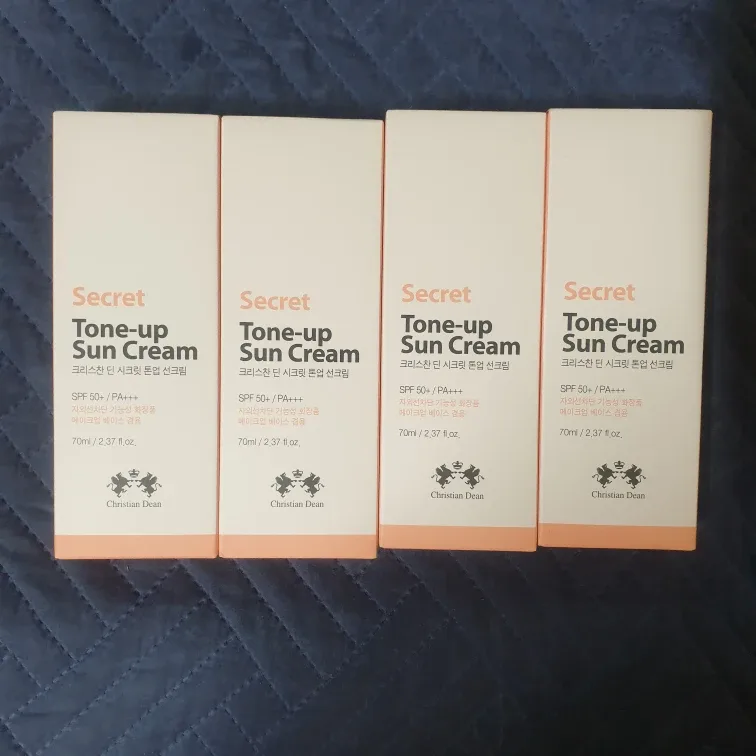 Secret
Tone-up
Sun Cream
크리스찬 딘 시크릿 톤업 선크림
SPF 50+ / PA+++
자외선차단 기능성 화장품
메이크업 베이스 겸용
70ml / 2.37 fl.oz.
Christian Dean
Secret
Tone-up
Sun Cream
크리스찬 딘 시크릿 톤업 선크림
SPF 50+ / PA+++
자외선차단 기능성 화장품
메이크업 베이스 겸용
70ml / 2.37 fl.oz.
Christian Dean
Secret
Tone-up
Sun Cream
크리스찬 딘 시크릿 톤업 선크림
SPF 50+ / PA+++
자외선차단 기능성 화장품
메이크업 베이스 겸용
70ml / 2.37 fl.oz.
Christian Dean
Secret
Tone-up
Sun Cream
크리스찬 딘 시크릿 톤업 선크림
SPF 50+ / PA+++
자외선차단 기능성 화장품
메이크업 베이스 겸용
70ml / 2.37 fl.oz.
Christian Dean